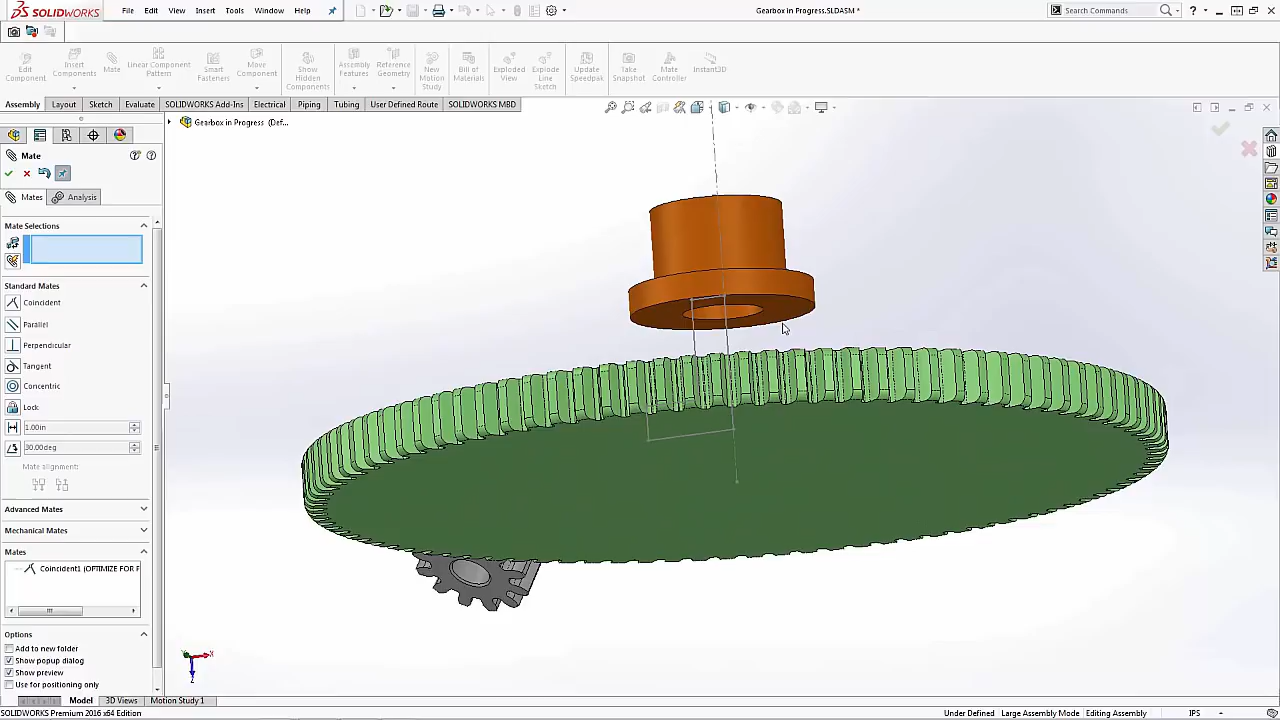 SOLIDWORKS
File Edit View Insert Tools Window Help
Gearbox in Progress.SLDASM *
Search Commands
Edit Component
Insert Components
Mate
Linear Component Pattern
Smart Fasteners
Move Component
Show Hidden Components
Assembly Features
Reference Geometry
New Motion Study
Bill of Materials
Exploded View
Explode Line Sketch
Update Speedpak
Take Snapshot
Mate Controller
Instant3D
Assembly Layout Sketch Evaluate SOLIDWORKS Add-Ins Electrical Piping Tubing User Defined Route SOLIDWORKS MBD
Gearbox in Progress (Def...
Mate
Mates Analysis
Mate Selections
Standard Mates
Coincident
Parallel
Perpendicular
Tangent
Concentric
Lock
1.00in
30.00deg
Mate alignment:
Advanced Mates
Mechanical Mates
Mates
Coincident1 (OPTIMIZE FOR F
Options
Add to new folder
Show popup dialog
Show preview
Use for positioning only
X
Z
Model 3D Views Motion Study 1
SOLIDWORKS Premium 2016 x64 Edition
Under Defined Large Assembly Mode Editing Assembly IPS